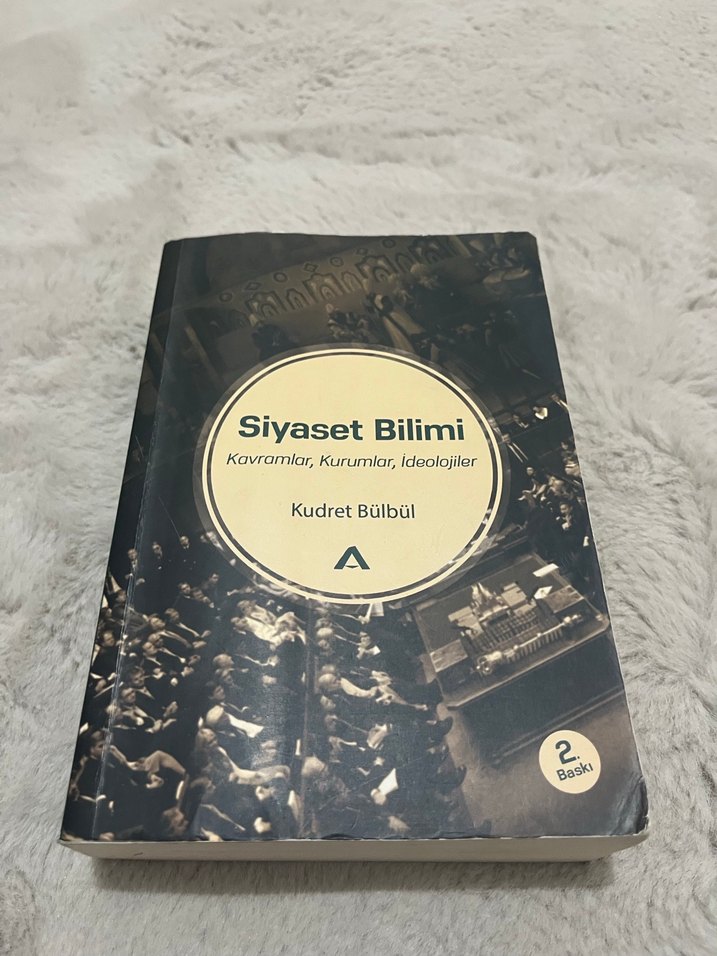 Siyaset Bilimi
Kavramlar, Kurumlar, İdeolojiler
Kudret Bülbül
2.
Baskı